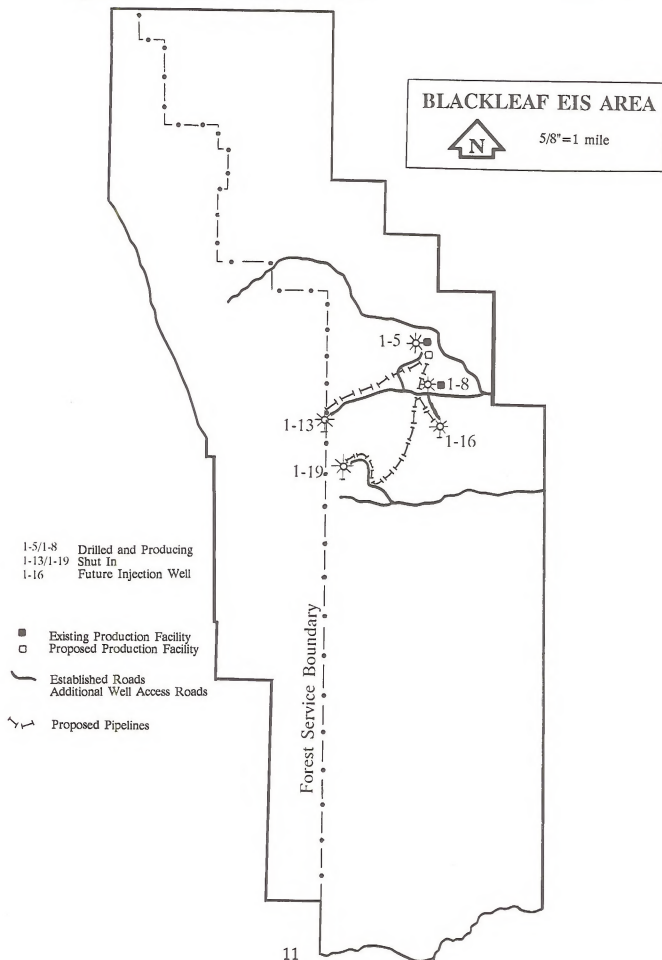 BLACKLEAF EIS AREA
N
5/8"=1 mile
1-5
1-8
1-13
1-16
1-19
1-5/1-8 Drilled and Producing
1-13/1-19 Shut In
1-16 Future Injection Well
Existing Production Facility
Proposed Production Facility
Established Roads
Additional Well Access Roads
Proposed Pipelines
Forest Service Boundary
11